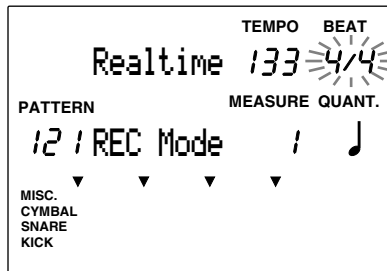 TEMPO BEAT
Realtime 133 4/4
PATTERN MEASURE QUANT.
121 REC Mode 1
MISC.
CYMBAL
SNARE
KICK